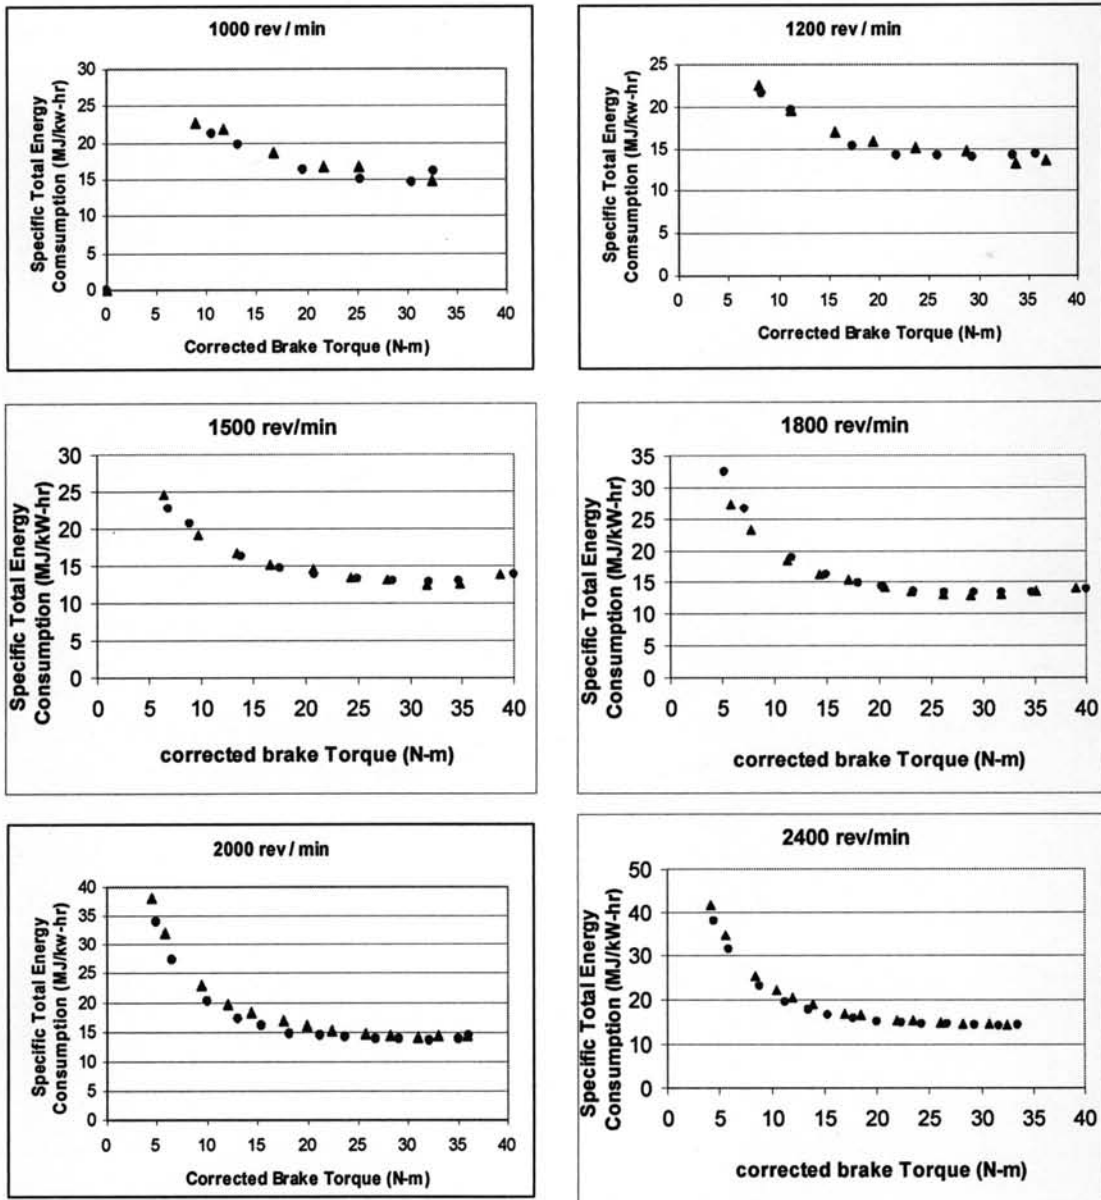 1000 rev / min
Specific Total Energy
Comsumption (MJ/kw-hr)
30
25
20
15
10
5
0
0 5 10 15 20 25 30 35 40
Corrected Brake Torque (N-m)
1200 rev / min
Specific Total Energy
Consumption (MJ/kw-hr)
25
20
15
10
5
0
0 5 10 15 20 25 30 35 40
Corrected Brake Torque (N-m)
1500 rev/min
Specific Total Energy
Consumption (MJ/kW-hr)
30
25
20
15
10
5
0
0 5 10 15 20 25 30 35 40
corrected brake Torque (N-m)
1800 rev/min
Specific Total Energy
Consumption (MJ/kW-hr)
35
30
25
20
15
10
5
0
0 5 10 15 20 25 30 35 40
corrected brake Torque (N-m)
2000 rev / min
Specific Total Energy
Consumption (MJ/kw-hr)
40
35
30
25
20
15
10
5
0
0 5 10 15 20 25 30 35 40
Corrected Brake Torque (N-m)
2400 rev/min
Specific Total Energy
Consumption (MJ/kW-hr)
50
40
30
20
10
0
0 5 10 15 20 25 30 35 40
corrected brake Torque (N-m)